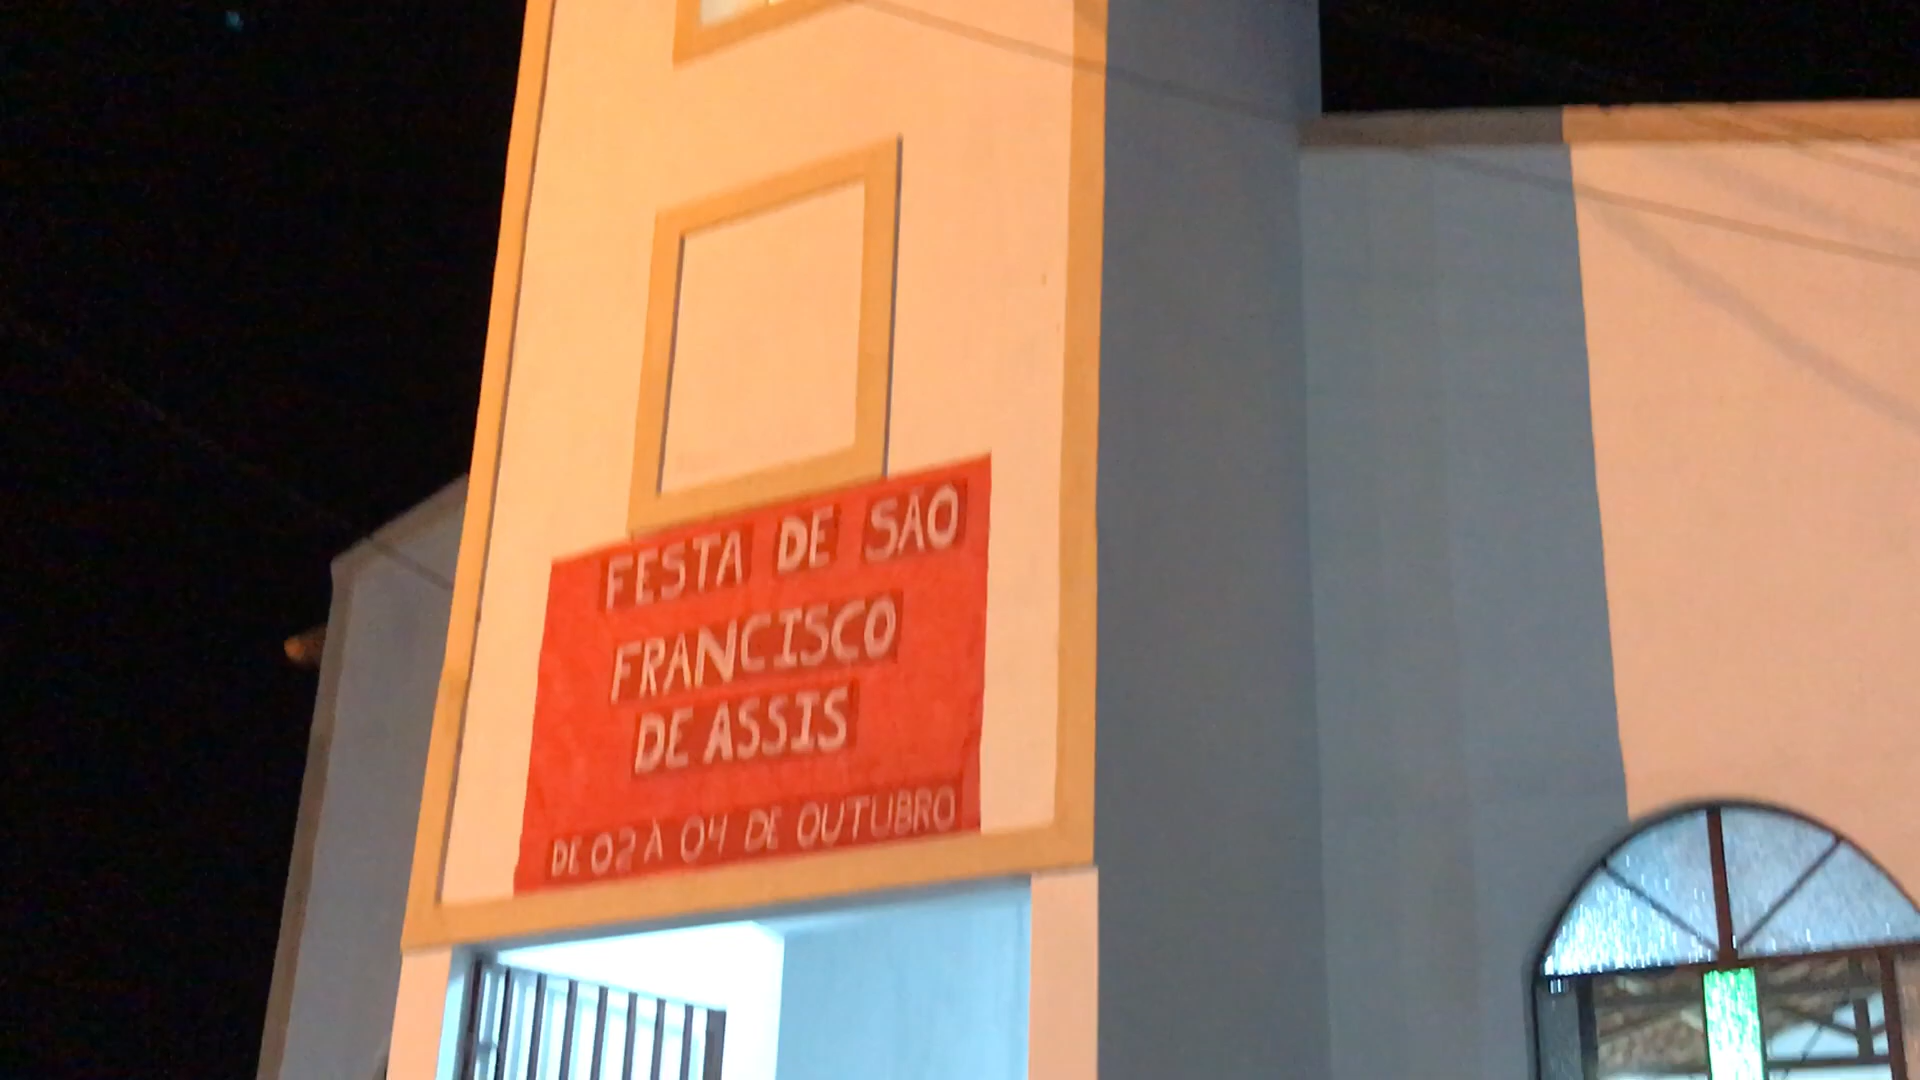 FESTA DE SÃO
FRANCISCO
DE ASSIS
DE 02 À 04 DE OUTUBRO